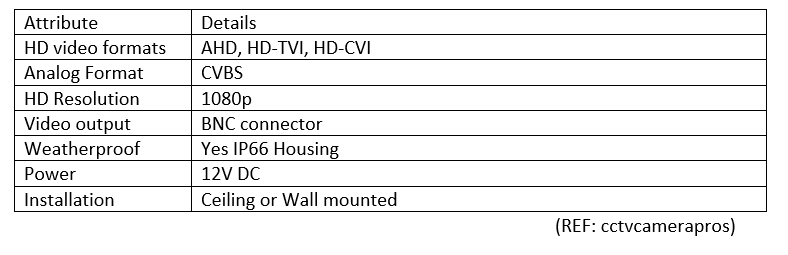 Attribute Details
HD video formats AHD, HD-TVI, HD-CVI
Analog Format CVBS
HD Resolution 1080p
Video output BNC connector
Weatherproof Yes IP66 Housing
Power 12V DC
Installation Ceiling or Wall mounted
(REF: cctvcamerapros)